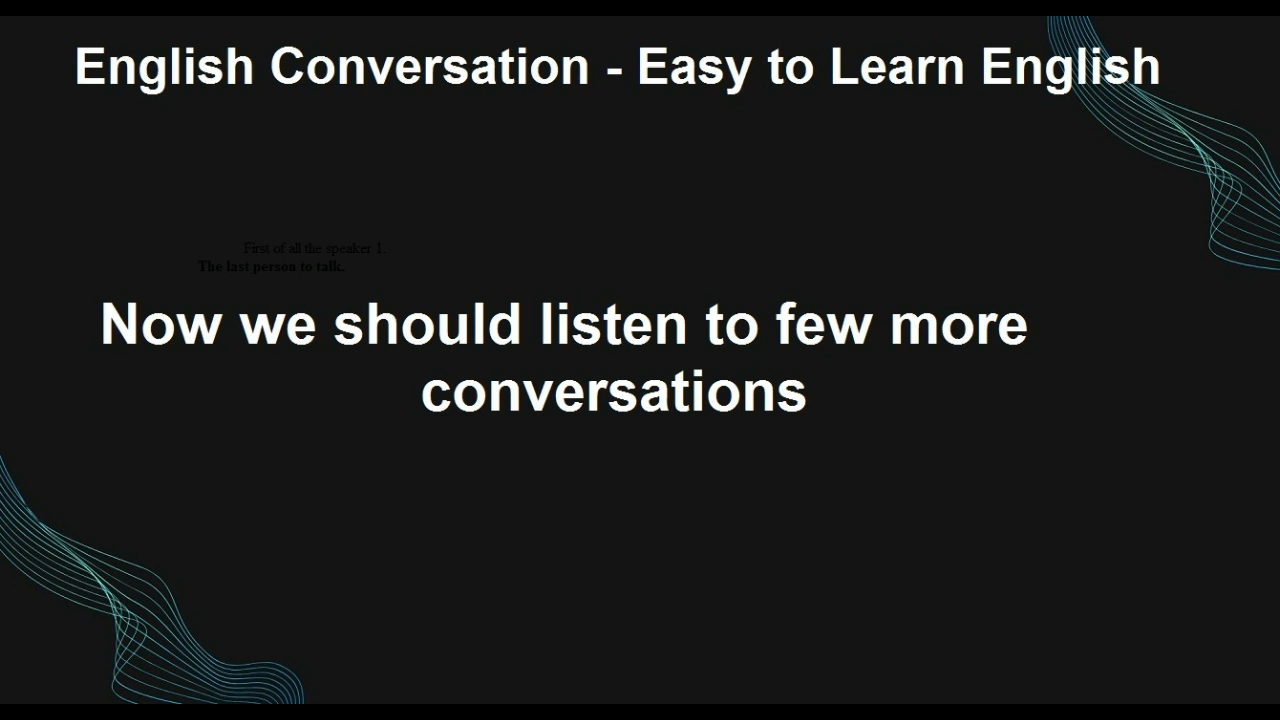 English Conversation - Easy to Learn English
First of all the speaker 1.
The last person to talk.
Now we should listen to few more
conversations